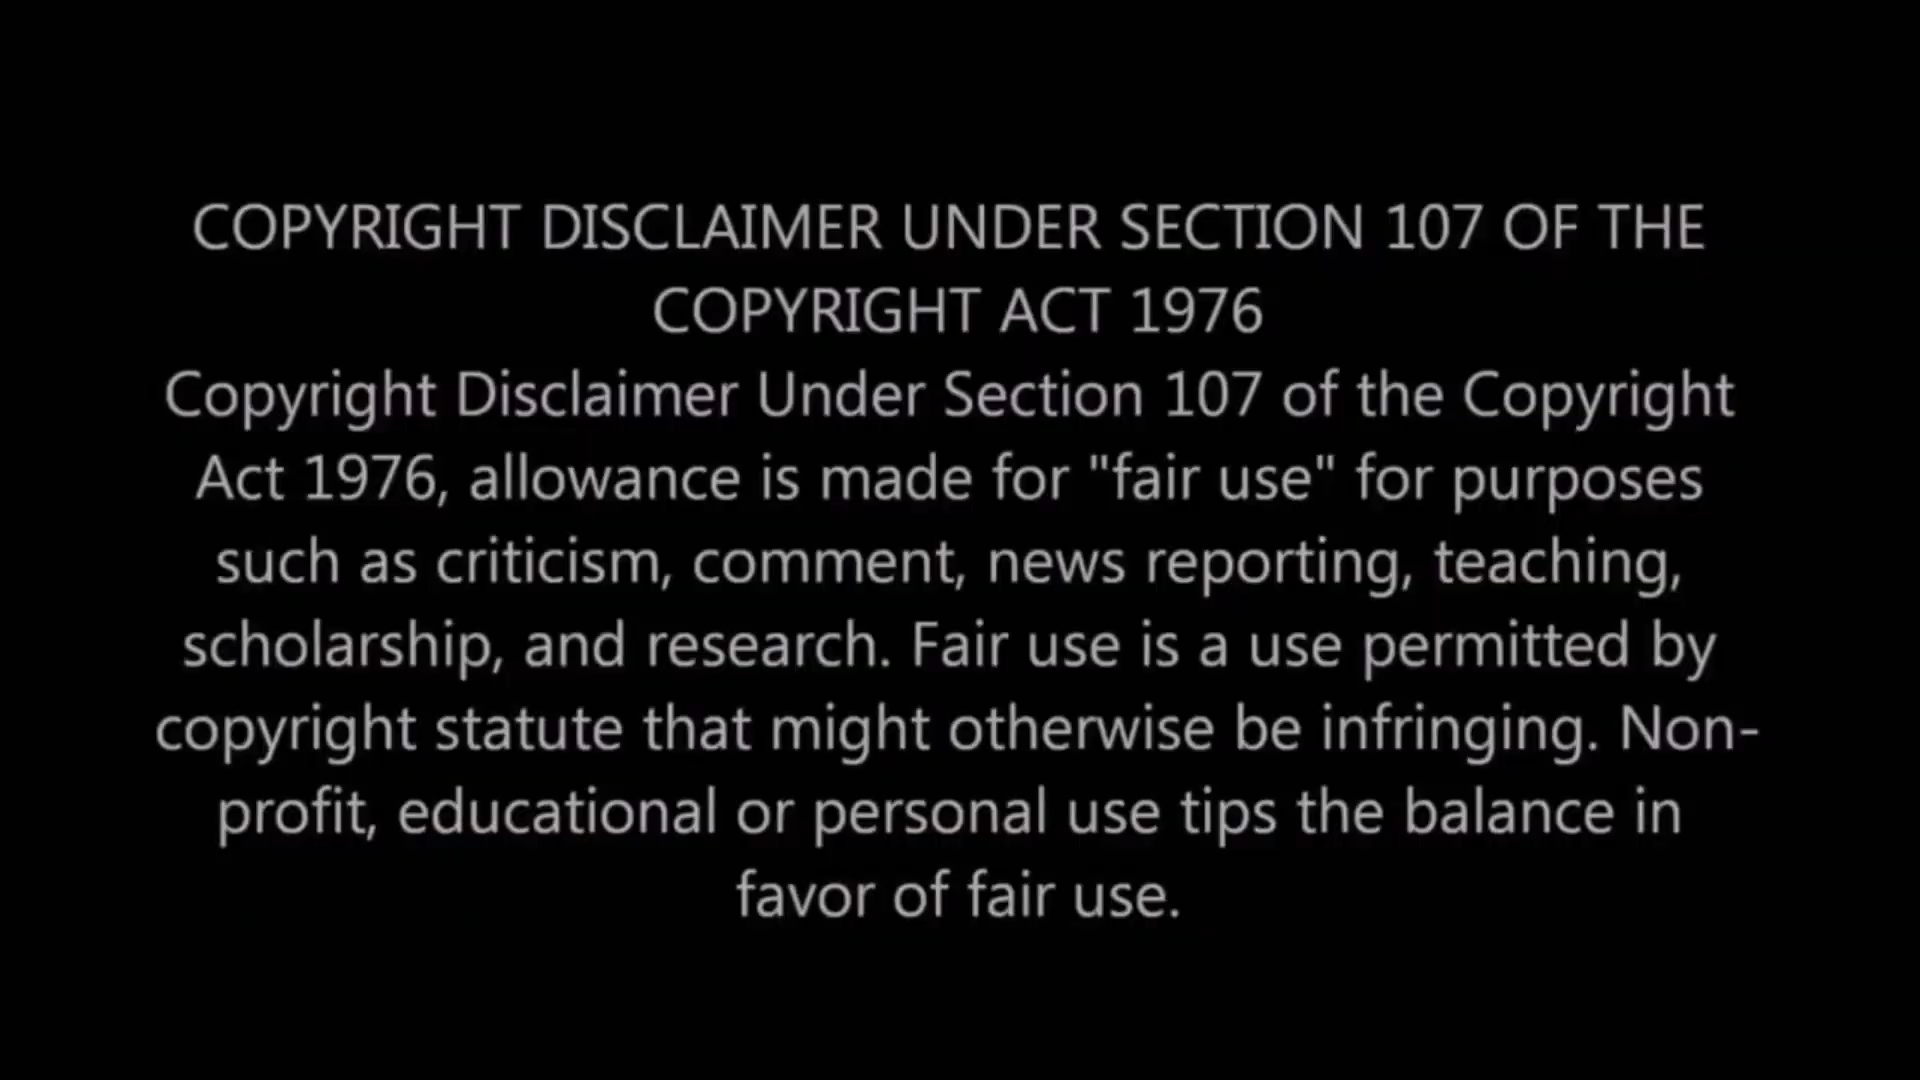 COPYRIGHT DISCLAIMER UNDER SECTION 107 OF THE
COPYRIGHT ACT 1976
Copyright Disclaimer Under Section 107 of the Copyright
Act 1976, allowance is made for "fair use" for purposes
such as criticism, comment, news reporting, teaching,
scholarship, and research. Fair use is a use permitted by
copyright statute that might otherwise be infringing. Non-
profit, educational or personal use tips the balance in
favor of fair use.